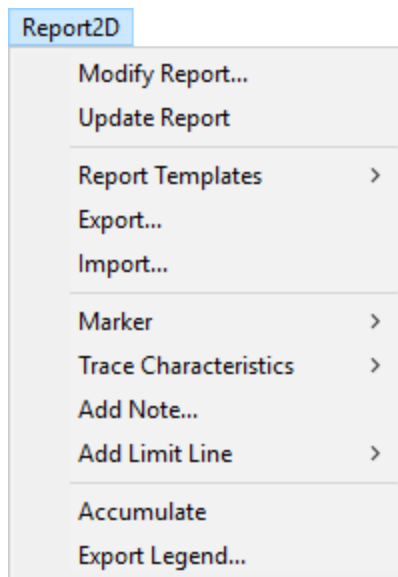 Report2D
Modify Report...
Update Report
Report Templates
Export...
Import...
Marker
Trace Characteristics
Add Note...
Add Limit Line
Accumulate
Export Legend...